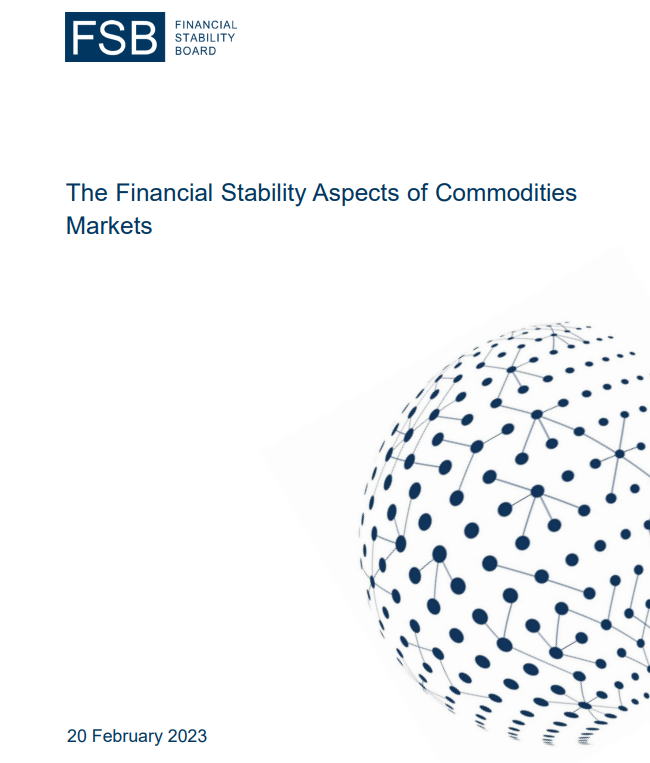 FSB
FINANCIAL
STABILITY
BOARD
The Financial Stability Aspects of Commodities
Markets
20 February 2023